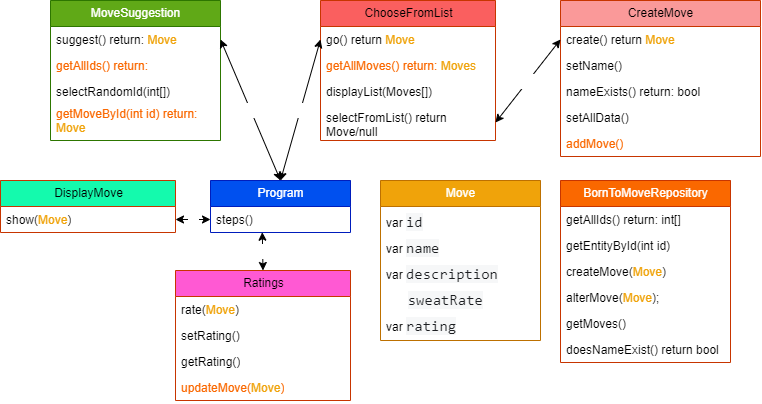 MoveSuggestion
suggest() return: Move
getAllIds() return:
selectRandomId(int[])
getMoveById(int id) return:
Move
ChooseFromList
go() return Move
getAllMoves() return: Moves
displayList(Moves[])
selectFromList() return
Move/null
CreateMove
create() return Move
setName()
nameExists() return: bool
setAllData()
addMove()
DisplayMove
show(Move)
Program
steps()
Ratings
rate(Move)
setRating()
getRating()
updateMove(Move)
Move
var id
var name
var description
sweatRate
var rating
BornToMoveRepository
getAllIds() return: int[]
getEntityById(int id)
createMove(Move)
alterMove(Move);
getMoves()
doesNameExist() return bool